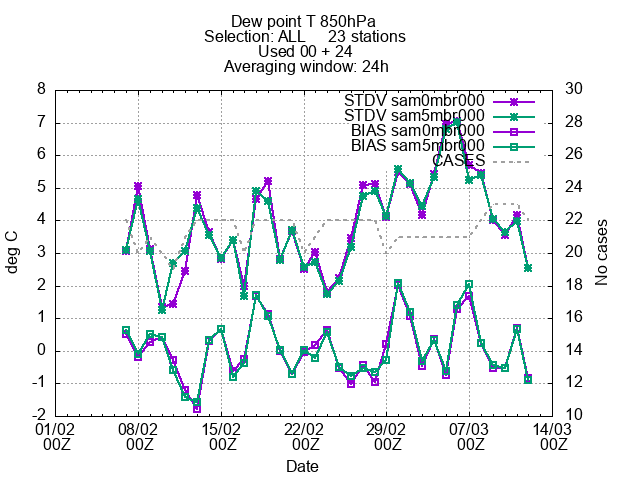 Dew point T 850hPa
Selection: ALL     23 stations
Used 00 + 24
Averaging window: 24h
STDV sam0mbr000
STDV sam5mbr000
BIAS sam0mbr000
BIAS sam5mbr000
CASES
deg C
8
7
6
5
4
3
2
1
0
-1
-2
No cases
30
28
26
24
22
20
18
16
14
12
10
01/02 08/02 15/02 22/02 29/02 07/03 14/03
00Z 00Z 00Z 00Z 00Z 00Z 00Z
Date